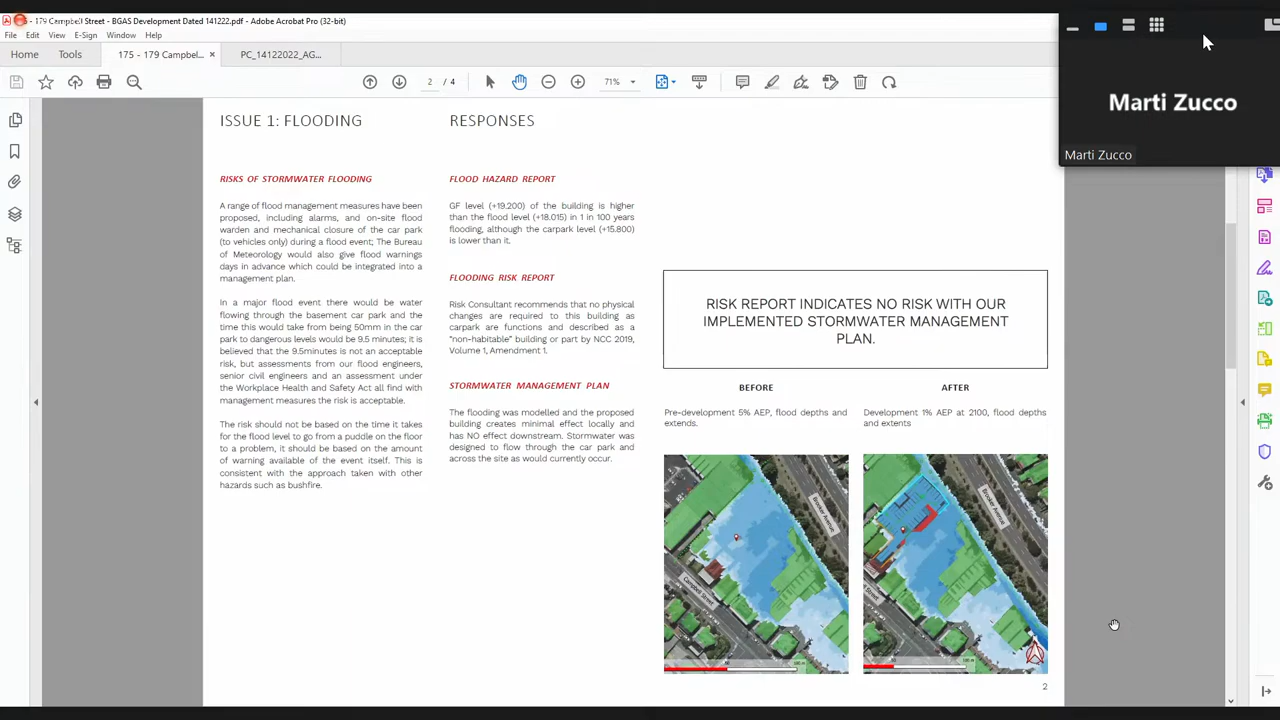 - 179 Campbell Street - BGAS Development Dated 141222.pdf - Adobe Acrobat Pro (32-bit)
File Edit View E-Sign Window Help
Home Tools 175 - 179 Campbel... × PC_14122022_AG...
2 / 4 71%
Marti Zucco
Marti Zucco
ISSUE 1: FLOODING
RISKS OF STORMWATER FLOODING
A range of flood management measures have been
proposed, including alarms, and on-site flood
warden and mechanical closure of the car park
(to vehicles only) during a flood event; The Bureau
of Meteorology would also give flood warnings
days in advance which could be integrated into a
management plan.
In a major flood event there would be water
flowing through the basement car park and the
time this would take from being 50mm in the car
park to dangerous levels would be 9.5 minutes; it is
believed that the 9.5minutes is not an acceptable
risk, but assessments from our flood engineers,
senior civil engineers and an assessment under
the Workplace Health and Safety Act all find with
management measures the risk is acceptable.
The risk should not be based on the time it takes
for the flood level to go from a puddle on the floor
to a problem, it should be based on the amount
of warning available of the event itself. This is
consistent with the approach taken with other
hazards such as bushfire.
RESPONSES
FLOOD HAZARD REPORT
GF level (+19.200) of the building is higher
than the flood level (+18.015) in 1 in 100 years
flooding, although the carpark level (+15.800)
is lower than it.
FLOODING RISK REPORT
Risk Consultant recommends that no physical
changes are required to this building as
carpark are functions and described as a
"non-habitable" building or part by NCC 2019,
Volume 1, Amendment 1.
STORMWATER MANAGEMENT PLAN
The flooding was modelled and the proposed
building creates minimal effect locally and
has NO effect downstream. Stormwater was
designed to flow through the car park and
across the site as would currently occur.
RISK REPORT INDICATES NO RISK WITH OUR
IMPLEMENTED STORMWATER MANAGEMENT
PLAN.
BEFORE
Pre-development 5% AEP, flood depths and
extends.
AFTER
Development 1% AEP at 2100, flood depths
and extents
Brooker Avenue
Campbell Street
Brooker Avenue
2